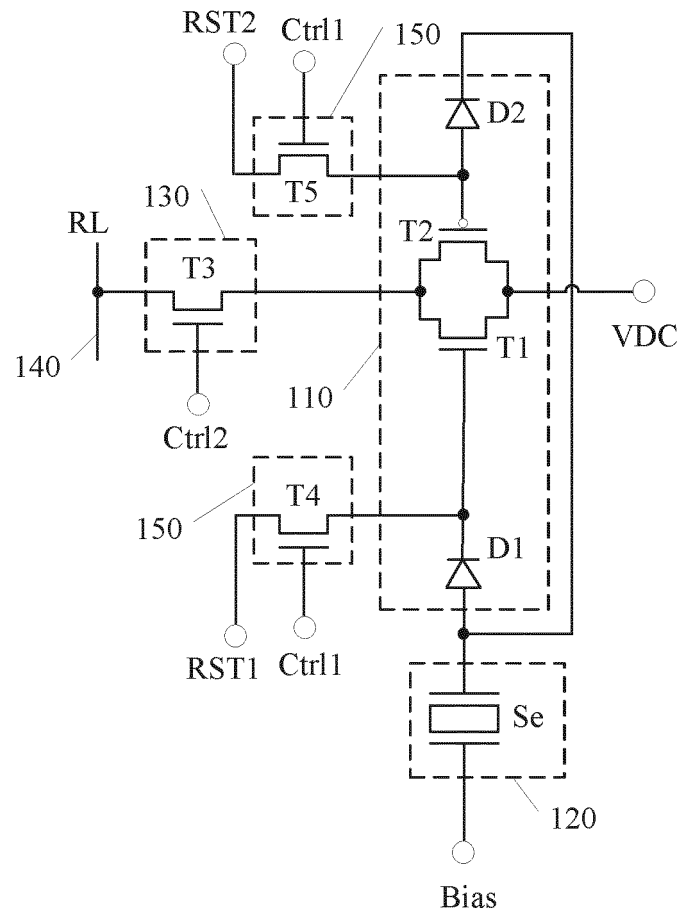 RST2
Ctrl1
150
D2
T5
130
RL
T3
T2
T1
VDC
140
110
Ctrl2
T4
150
D1
RST1
Ctrl1
Se
120
Bias